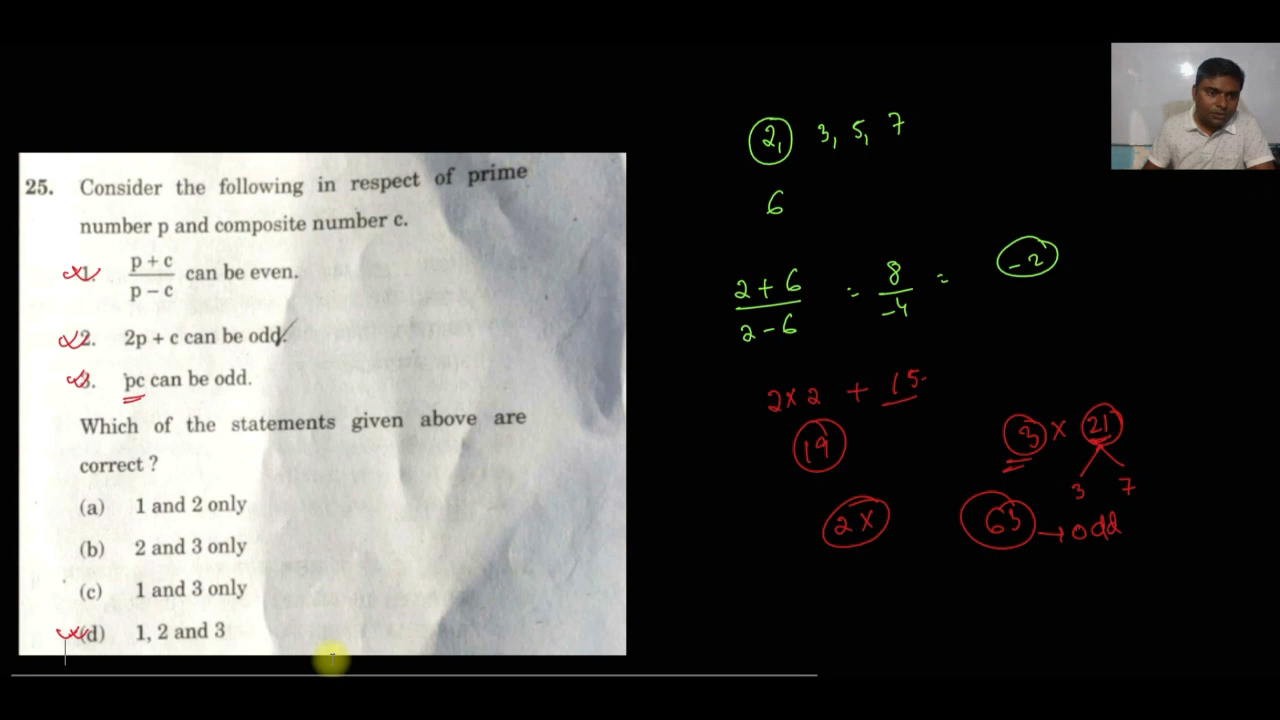 25. Consider the following in respect of prime
number p and composite number c.
1. p + c / p − c can be even.
2. 2p + c can be odd.
3. pc can be odd.
Which of the statements given above are
correct ?
(a) 1 and 2 only
(b) 2 and 3 only
(c) 1 and 3 only
(d) 1, 2 and 3
2, 3, 5, 7
6
2 + 6 / 2 − 6 = 8 / −4 = −2
2 × 2 + 15
19
3 × 21
3 7
2 ×
63 → odd